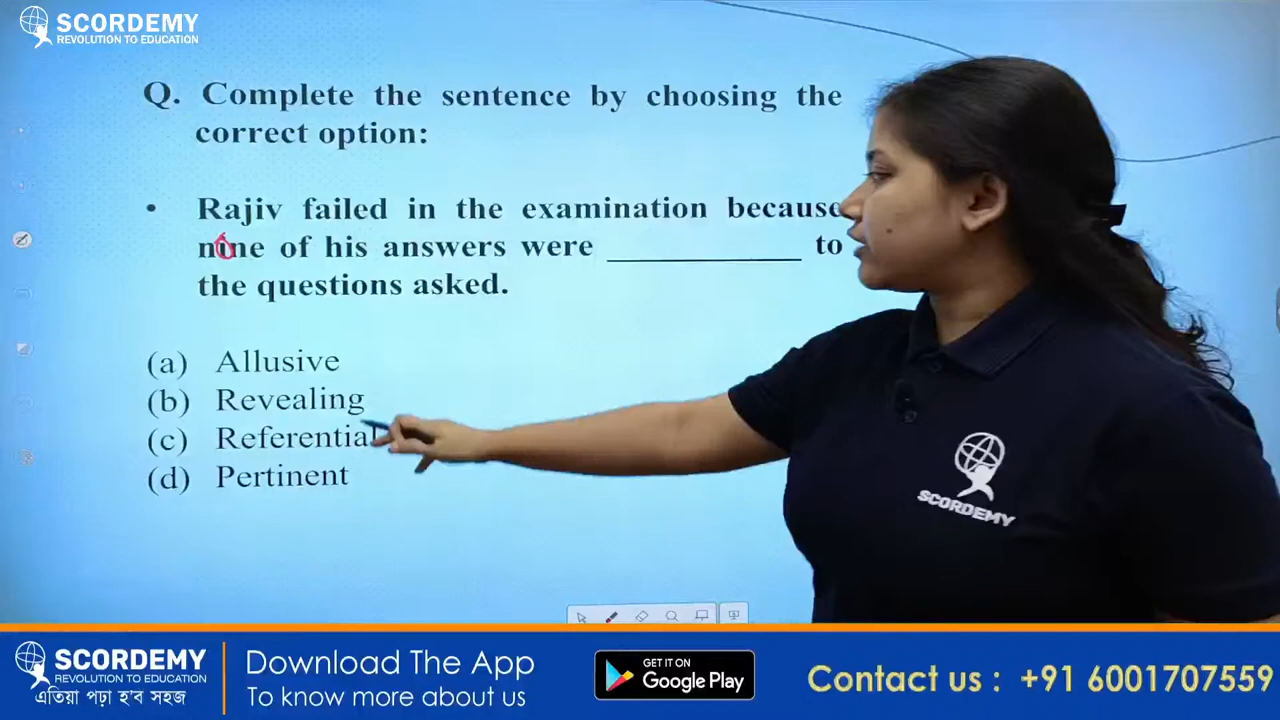 SCORDEMY
REVOLUTION TO EDUCATION
Q. Complete the sentence by choosing the
correct option:
• Rajiv failed in the examination because
nine of his answers were ____________ to
the questions asked.
(a) Allusive
(b) Revealing
(c) Referential
(d) Pertinent
SCORDEMY
SCORDEMY
REVOLUTION TO EDUCATION
এতিয়া পঢ়া হ'ব সহজ
Download The App
To know more about us
GET IT ON
Google Play
Contact us : +91 6001707559